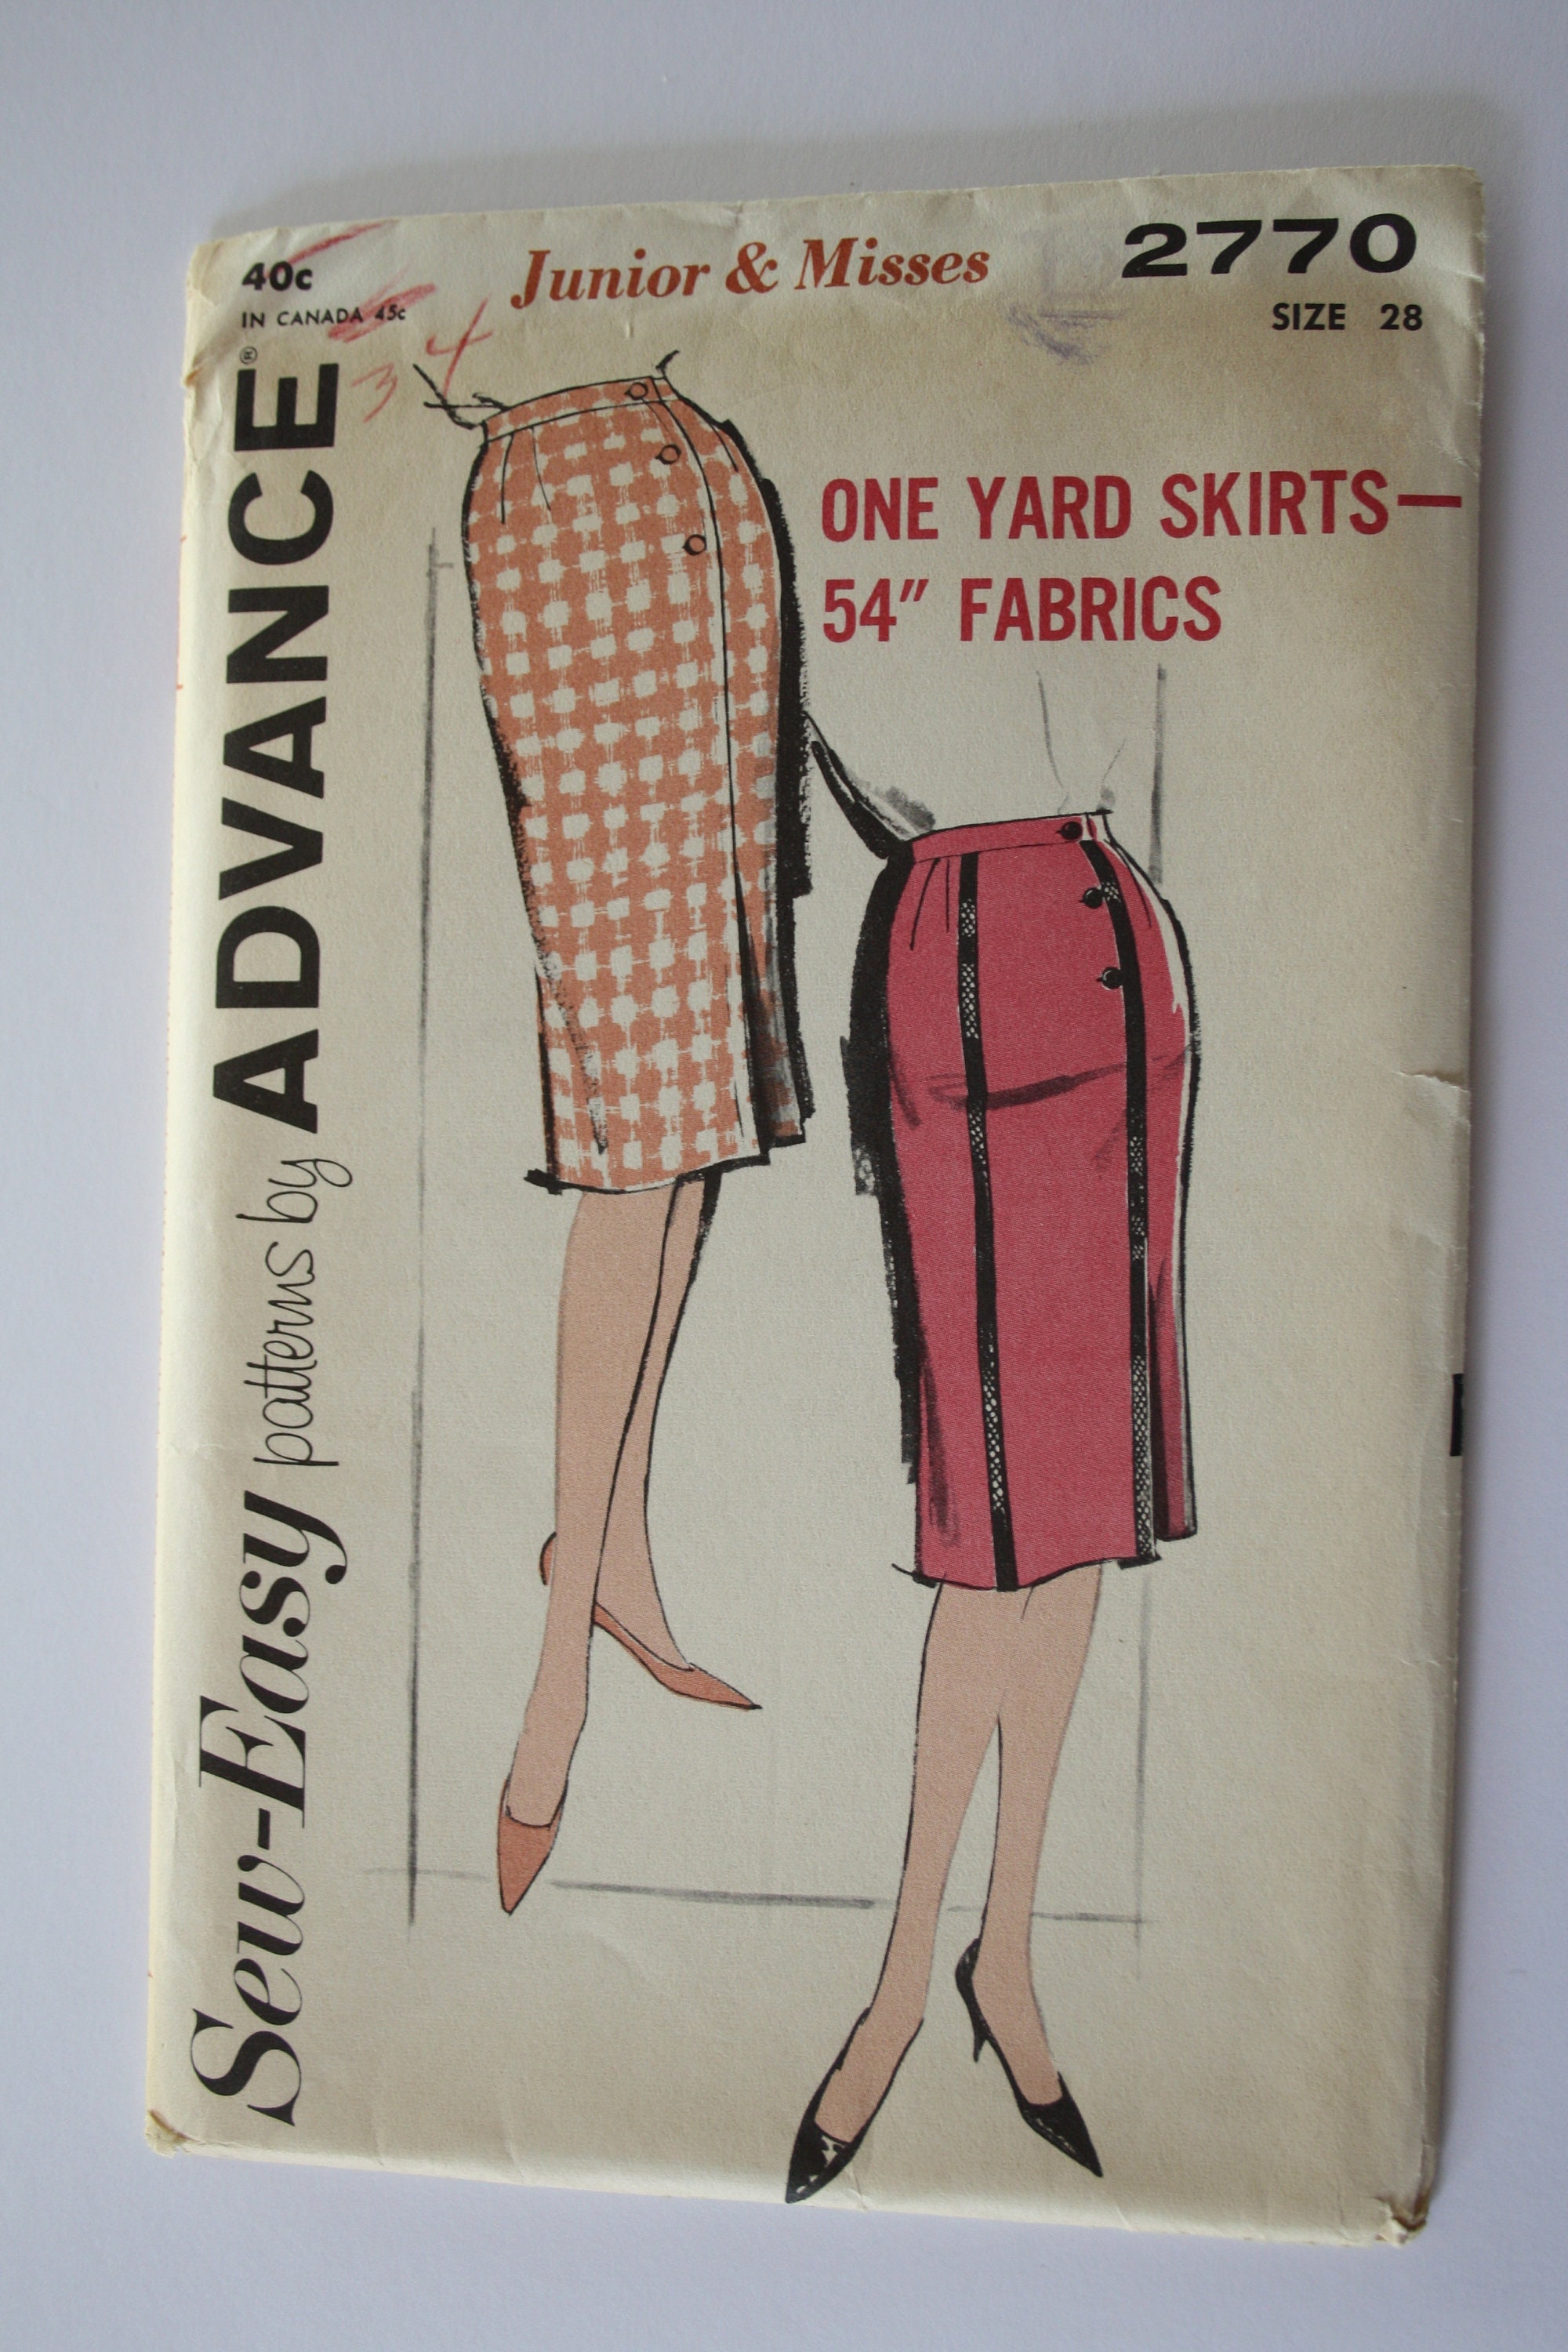 40c
IN CANADA 45c
Junior & Misses
2770
SIZE 28
34
ONE YARD SKIRTS—
54" FABRICS
Sew-Easy patterns by ADVANCE®